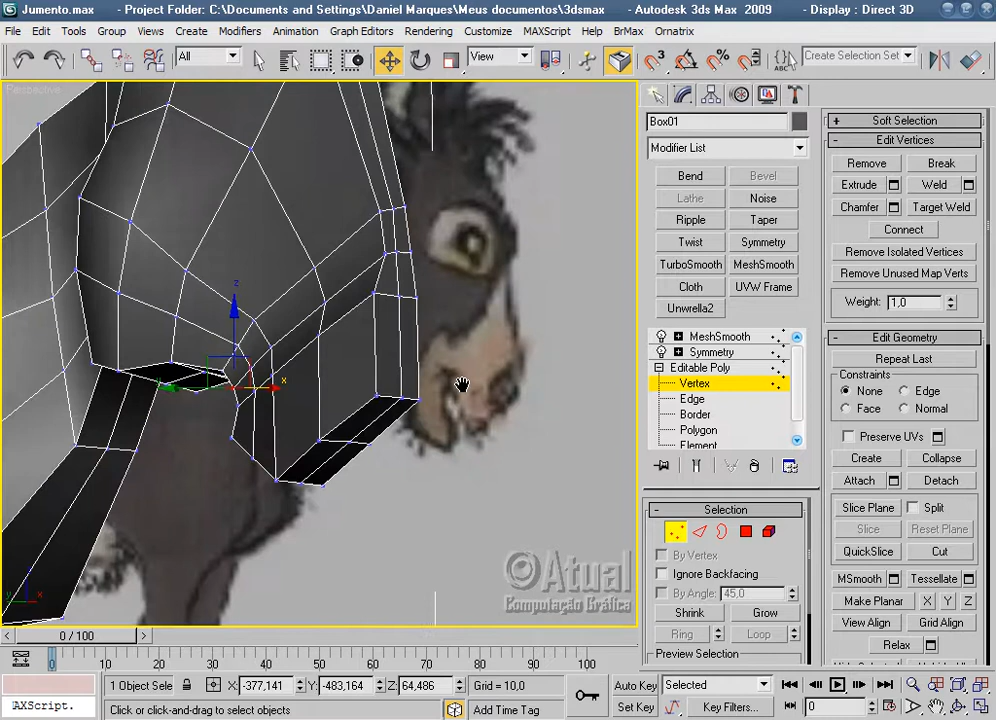 Jumento.max - Project Folder: C:\Documents and Settings\Daniel Marques\Meus documentos\3dsmax - Autodesk 3ds Max 2009 - Display : Direct 3D
File Edit Tools Group Views Create Modifiers Animation Graph Editors Rendering Customize MAXScript Help BrMax Ornatrix
All View Create Selection Set
Perspective
Box01
Modifier List
Bend Bevel
Lathe Noise
Ripple Taper
Twist Symmetry
TurboSmooth MeshSmooth
Cloth UVW Frame
Unwrella2
MeshSmooth
Symmetry
Editable Poly
Vertex
Edge
Border
Polygon
Element
Selection
By Vertex
Ignore Backfacing
By Angle: 45,0
Shrink Grow
Ring Loop
Preview Selection
+ Soft Selection
- Edit Vertices
Remove Break
Extrude Weld
Chamfer Target Weld
Connect
Remove Isolated Vertices
Remove Unused Map Verts
Weight: 1,0
- Edit Geometry
Repeat Last
Constraints
None Edge
Face Normal
Preserve UVs
Create Collapse
Attach Detach
Slice Plane Split
Slice Reset Plane
QuickSlice Cut
MSmooth Tessellate
Make Planar X Y Z
View Align Grid Align
Relax
z
x
y x
©Atual
Computação Gráfica
< 0 / 100 >
0 10 20 30 40 50 60 70 80 90 100
1 Object Sele X: -377,141 Y: -483,164 Z: 64,486 Grid = 10,0
Auto Key Selected
AXScript.
Click or click-and-drag to select objects Add Time Tag
Set Key Key Filters... 0